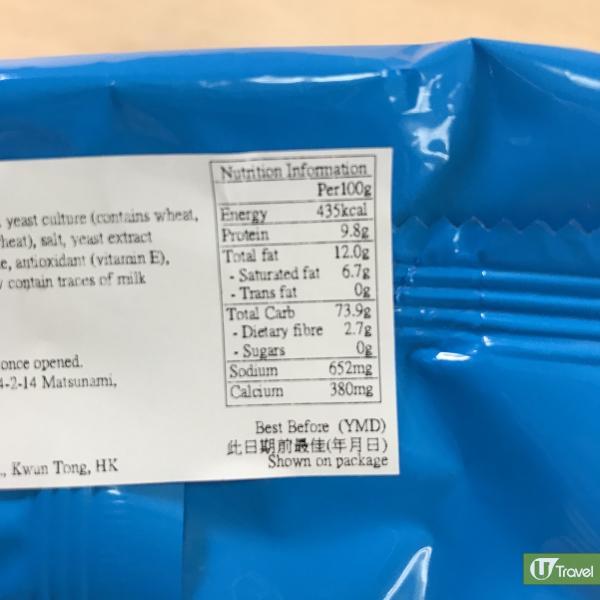 yeast culture (contains wheat,
salt, yeast extract
antioxidant (vitamin E),
contain traces of milk
once opened.
4-2-14 Matsunami,
Kwun Tong, HK
Nutrition Information
Per100g
Energy 435kcal
Protein 9.8g
Total fat 12.0g
- Saturated fat 6.7g
- Trans fat 0g
Total Carb 73.9g
- Dietary fibre 2.7g
- Sugars 0g
Sodium 652mg
Calcium 380mg
Best Before (YMD)
此日期前最佳(年月日)
Shown on package
U Travel